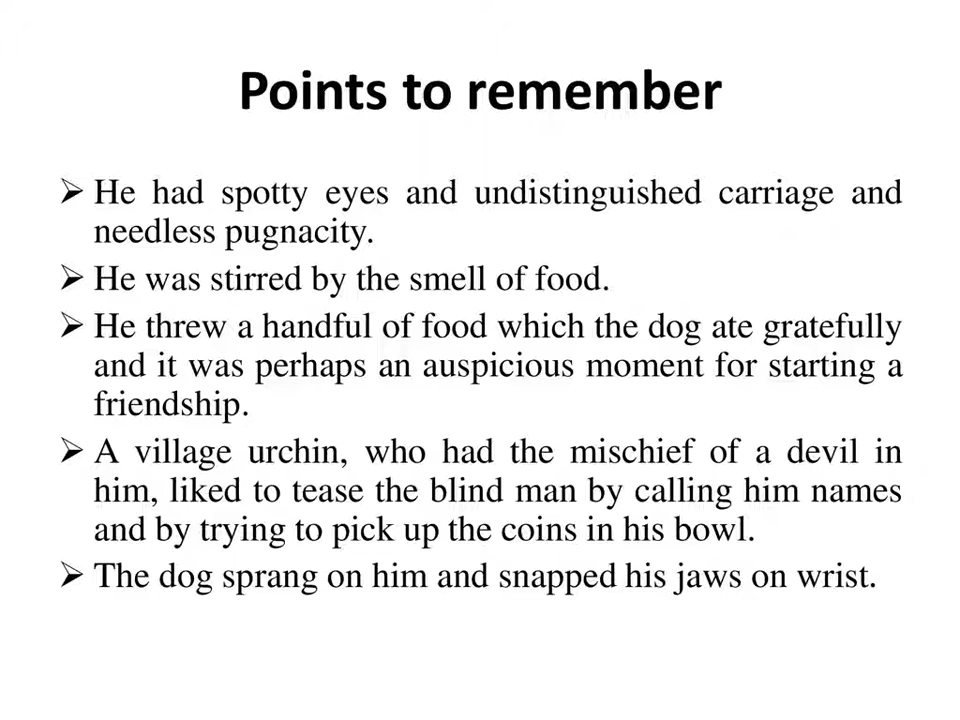 Points to remember
➢ He had spotty eyes and undistinguished carriage and
needless pugnacity.
➢ He was stirred by the smell of food.
➢ He threw a handful of food which the dog ate gratefully
and it was perhaps an auspicious moment for starting a
friendship.
➢ A village urchin, who had the mischief of a devil in
him, liked to tease the blind man by calling him names
and by trying to pick up the coins in his bowl.
➢ The dog sprang on him and snapped his jaws on wrist.